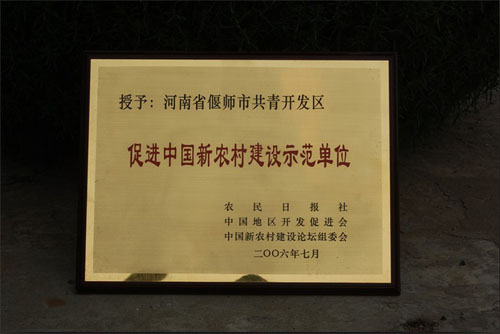 授予：河南省偃师市共青开发区
促进中国新农村建设示范单位
农民日报社
中国地区开发促进会
中国新农村建设论坛组委会
二〇〇六年七月